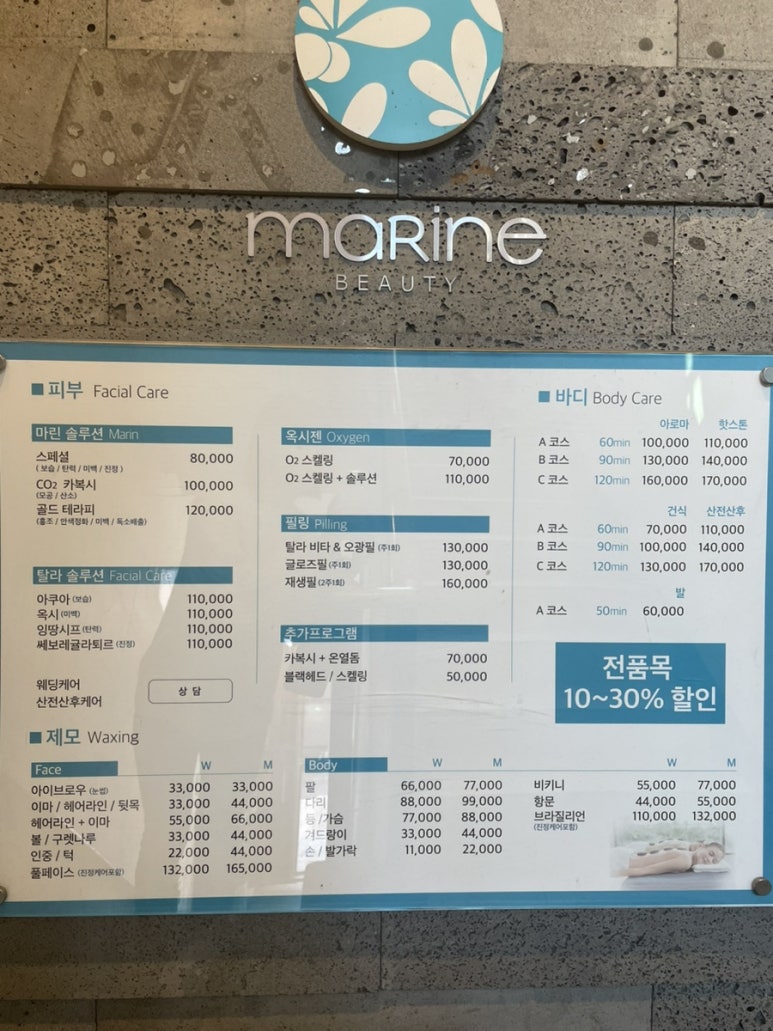 marine
BEAUTY
■ 피부 Facial Care
마린 솔루션 Marin
스페셜 80,000
(보습 / 탄력 / 미백 / 진정)
CO2 카복시 100,000
(모공 / 산소)
골드 테라피 120,000
(홍조 / 안색정화 / 미백 / 독소배출)
탈라 솔루션 Facial Care
아쿠아 (보습) 110,000
옥시 (미백) 110,000
잉땅시프 (탄력) 110,000
쎄보레귤라퇴르 (진정) 110,000
웨딩케어
산전산후케어
상 담
옥시젠 Oxygen
O2 스켈링 70,000
O2 스켈링 + 솔루션 110,000
필링 Pilling
탈라 비타 & 오광필 (주1회) 130,000
글로즈필 (주1회) 130,000
재생필 (2주1회) 160,000
추가프로그램
카복시 + 온열돔 70,000
블랙헤드 / 스켈링 50,000
■ 바디 Body Care
아로마 핫스톤
A 코스 60min 100,000 110,000
B 코스 90min 130,000 140,000
C 코스 120min 160,000 170,000
건식 산전산후
A 코스 60min 70,000 110,000
B 코스 90min 100,000 140,000
C 코스 120min 130,000 170,000
발
A 코스 50min 60,000
전품목
10~30% 할인
■ 제모 Waxing
Face W M
아이브로우 (눈썹) 33,000 33,000
이마 / 헤어라인 / 뒷목 33,000 44,000
헤어라인 + 이마 55,000 66,000
볼 / 구렛나루 33,000 44,000
인중 / 턱 22,000 44,000
풀페이스 (진정케어포함) 132,000 165,000
Body W M
팔 66,000 77,000
다리 88,000 99,000
등 / 가슴 77,000 88,000
겨드랑이 33,000 44,000
손 / 발가락 11,000 22,000
W M
비키니 55,000 77,000
항문 44,000 55,000
브라질리언 110,000 132,000
(진정케어포함)